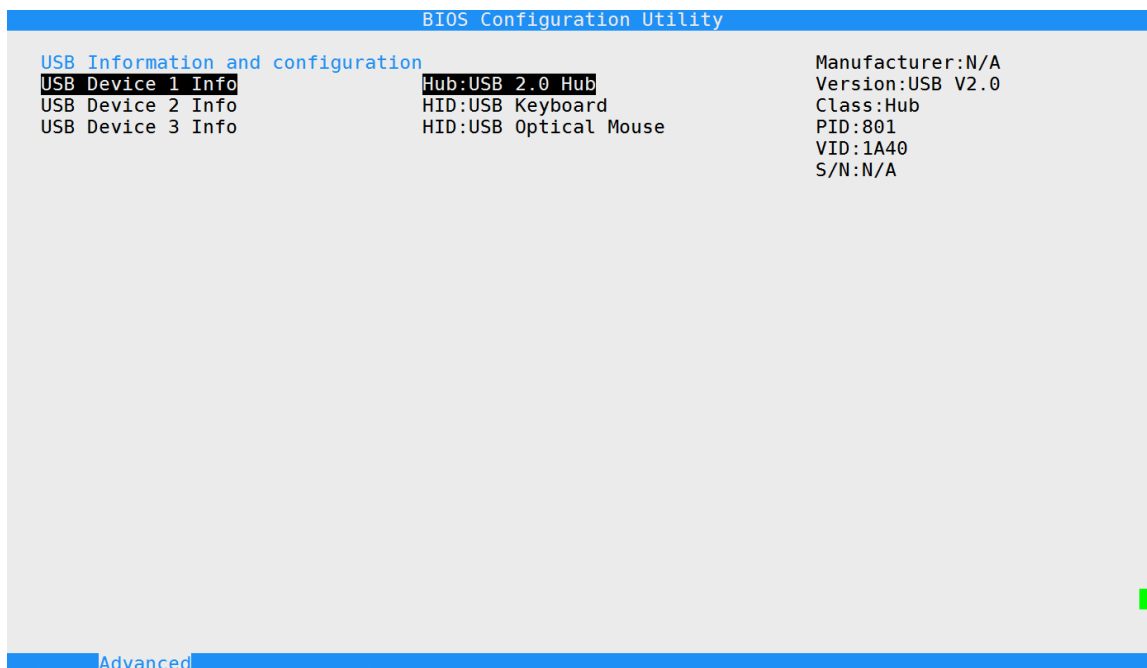 BIOS Configuration Utility
USB Information and configuration
USB Device 1 Info Hub:USB 2.0 Hub
USB Device 2 Info HID:USB Keyboard
USB Device 3 Info HID:USB Optical Mouse
Manufacturer:N/A
Version:USB V2.0
Class:Hub
PID:801
VID:1A40
S/N:N/A
Advanced